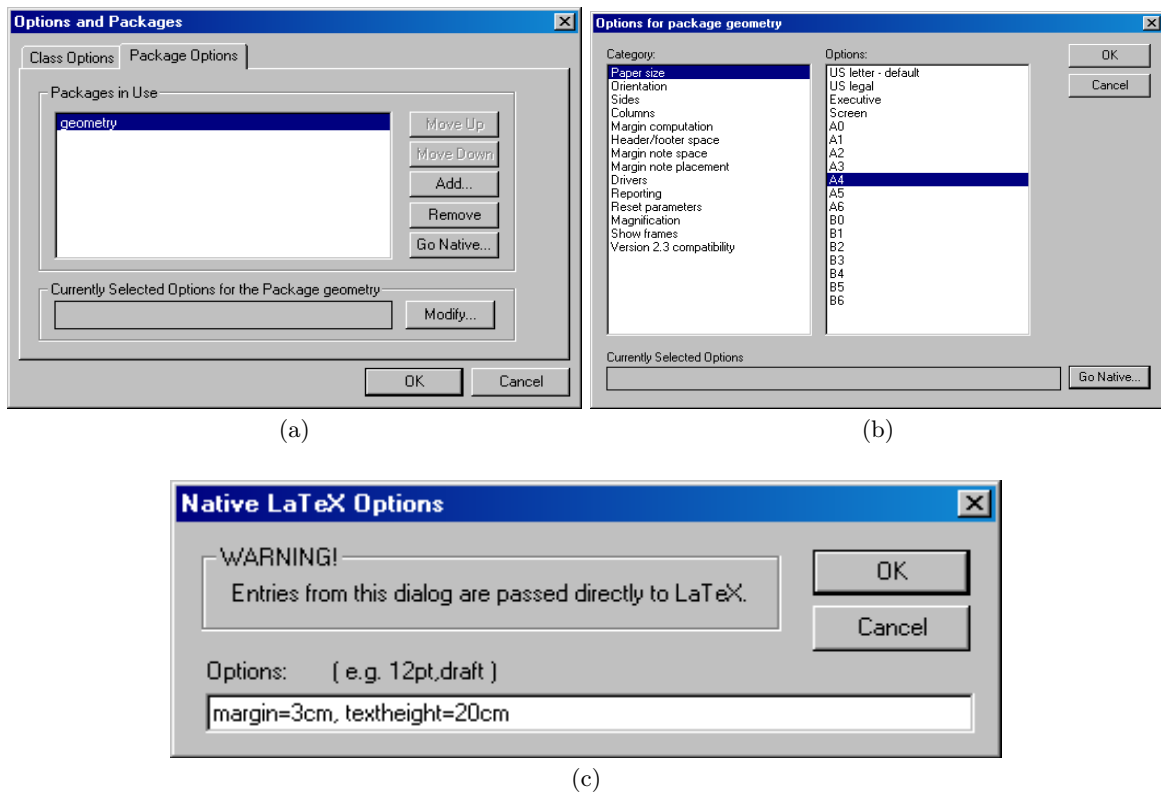 Options and Packages
Class Options
Package Options
Packages in Use
geometry
Move Up
Move Down
Add...
Remove
Go Native...
Currently Selected Options for the Package geometry
Modify...
OK
Cancel
(a)
Options for package geometry
Category:
Paper size
Orientation
Sides
Columns
Margin computation
Header/footer space
Margin note space
Margin note placement
Drivers
Reporting
Reset parameters
Magnification
Show frames
Version 2.3 compatibility
Options:
US letter - default
US legal
Executive
Screen
A0
A1
A2
A3
A4
A5
A6
B0
B1
B2
B3
B4
B5
B6
OK
Cancel
Currently Selected Options
Go Native...
(b)
Native LaTeX Options
WARNING!
Entries from this dialog are passed directly to LaTeX.
OK
Cancel
Options: ( e.g. 12pt,draft )
margin=3cm, textheight=20cm
(c)